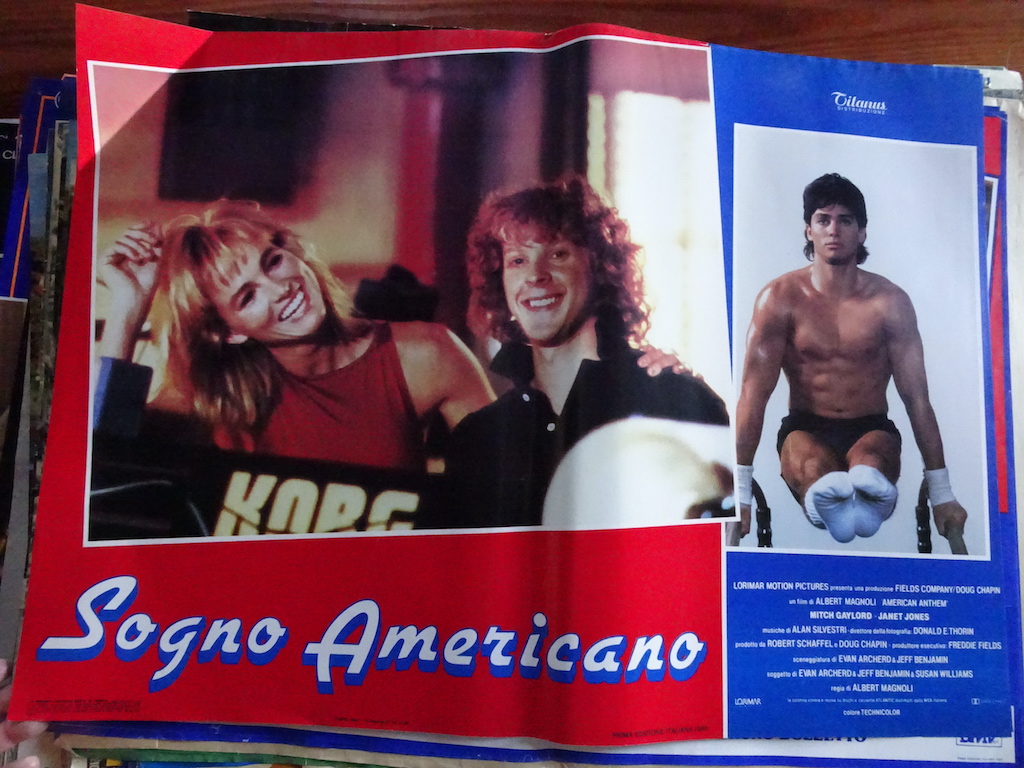 Titanus
DISTRIBUZIONE
KORG
Sogno Americano
LORIMAR MOTION PICTURES presenta una produzione FIELDS COMPANY/DOUG CHAPIN
un film di ALBERT MAGNOLI "AMERICAN ANTHEM"
MITCH GAYLORD · JANET JONES
musiche di ALAN SILVESTRI · direttore della fotografia: DONALD E. THORIN
prodotto da ROBERT SCHAFFEL e DOUG CHAPIN · produttore esecutivo: FREDDIE FIELDS
sceneggiatura di EVAN ARCHERD & JEFF BENJAMIN
soggetto di EVAN ARCHERD & JEFF BENJAMIN & SUSAN WILLIAMS
regia di ALBERT MAGNOLI
LORIMAR
colore TECHNICOLOR